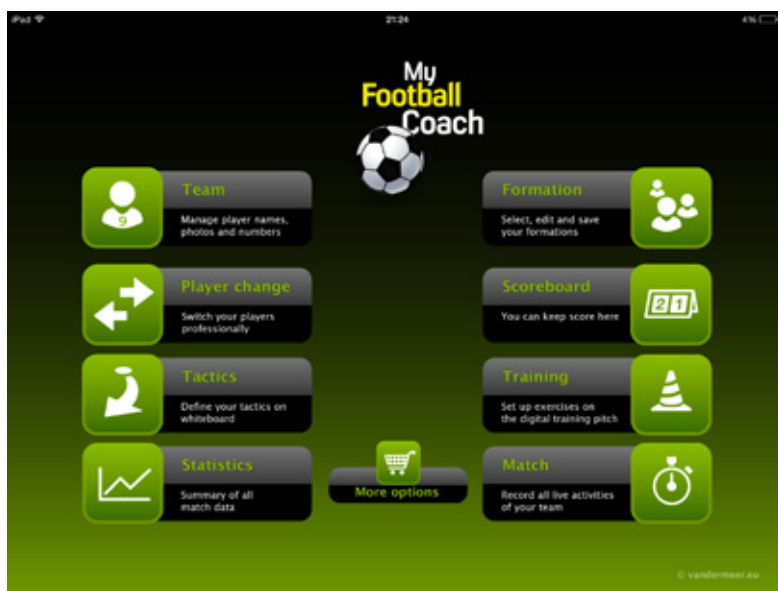 iPad
21:24
4%
My
Football
Coach
Team
9
Manage player names,
photos and numbers
Formation
Select, edit and save
your formations
Player change
Switch your players
professionally
Scoreboard
2 1
You can keep score here
Tactics
Define your tactics on
whiteboard
Training
Set up exercises on
the digital training pitch
Statistics
Summary of all
match data
More options
Match
Record all live activities
of your team
© vandermeer.eu